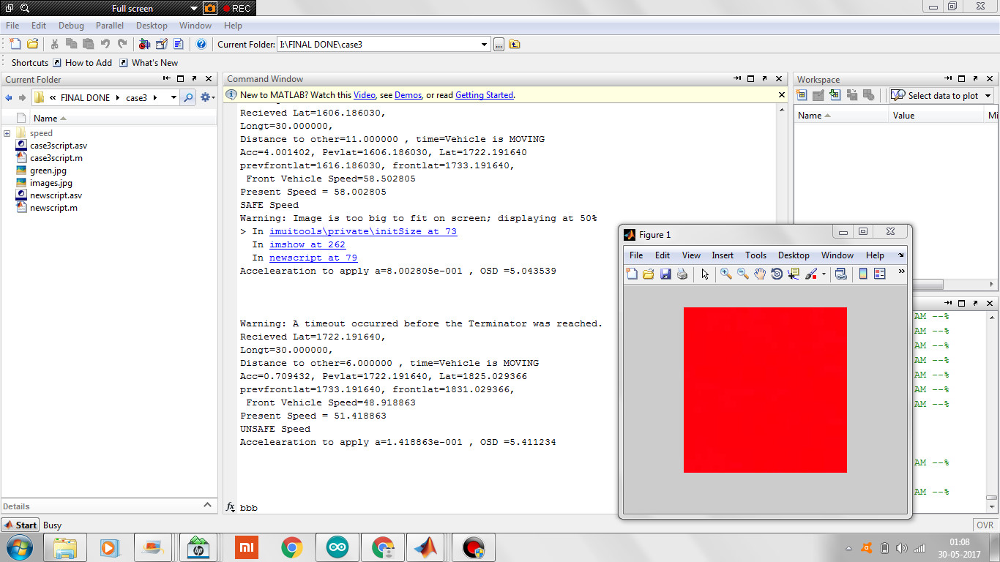 Full screen REC
File Edit Debug Parallel Desktop Window Help
Current Folder: I:\FINAL DONE\case3 ...
Shortcuts How to Add What's New
Current Folder
« FINAL DONE case3
Name
speed
case3script.asv
case3script.m
green.jpg
images.jpg
newscript.asv
newscript.m
Details
Command Window
New to MATLAB? Watch this Video, see Demos, or read Getting Started.
Recieved Lat=1606.186030,
Longt=30.000000,
Distance to other=11.000000 , time=Vehicle is MOVING
Acc=4.001402, Pevlat=1606.186030, Lat=1722.191640
prevfrontlat=1616.186030, frontlat=1733.191640,
Front Vehicle Speed=58.502805
Present Speed = 58.002805
SAFE Speed
Warning: Image is too big to fit on screen; displaying at 50%
> In imuitools\private\initSize at 73
In imshow at 262
In newscript at 79
Accelearation to apply a=8.002805e-001 , OSD =5.043539
Warning: A timeout occurred before the Terminator was reached.
Recieved Lat=1722.191640,
Longt=30.000000,
Distance to other=6.000000 , time=Vehicle is MOVING
Acc=0.709432, Pevlat=1722.191640, Lat=1825.029366
prevfrontlat=1733.191640, frontlat=1831.029366,
Front Vehicle Speed=48.918863
Present Speed = 51.418863
UNSAFE Speed
Accelearation to apply a=1.418863e-001 , OSD =5.411234
fx bbb
Workspace
Select data to plot
Name Value Mi
Figure 1
File Edit View Insert Tools Desktop Window Help
AM --%
AM --%
AM --%
AM --%
AM --%
AM --%
AM --%
AM --%
AM --%
Start Busy
OVR
hp mi
01:08
30-05-2017